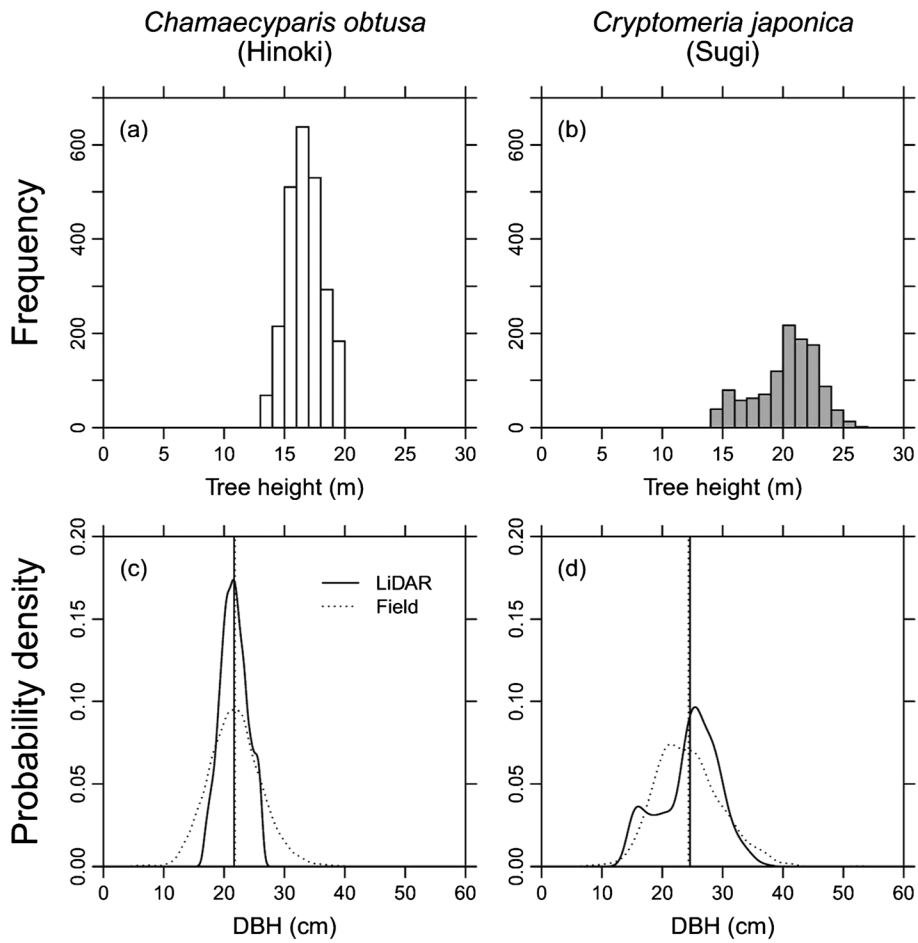 Chamaecyparis obtusa
(Hinoki)
Cryptomeria japonica
(Sugi)
Frequency
(a)
600
400
200
0
0 5 10 15 20 25 30
Tree height (m)
(b)
600
400
200
0
0 5 10 15 20 25 30
Tree height (m)
Probability density
(c)
LiDAR
Field
0.20
0.15
0.10
0.05
0.00
0 10 20 30 40 50 60
DBH (cm)
(d)
0.20
0.15
0.10
0.05
0.00
0 10 20 30 40 50 60
DBH (cm)